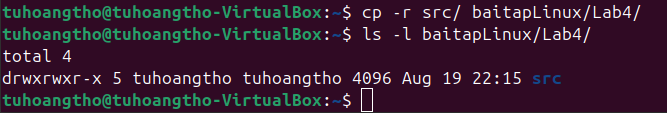 tuhoangtho@tuhoangtho-VirtualBox:~$ cp -r src/ baitapLinux/Lab4/
tuhoangtho@tuhoangtho-VirtualBox:~$ ls -l baitapLinux/Lab4/
total 4
drwxrwxr-x 5 tuhoangtho tuhoangtho 4096 Aug 19 22:15 src
tuhoangtho@tuhoangtho-VirtualBox:~$